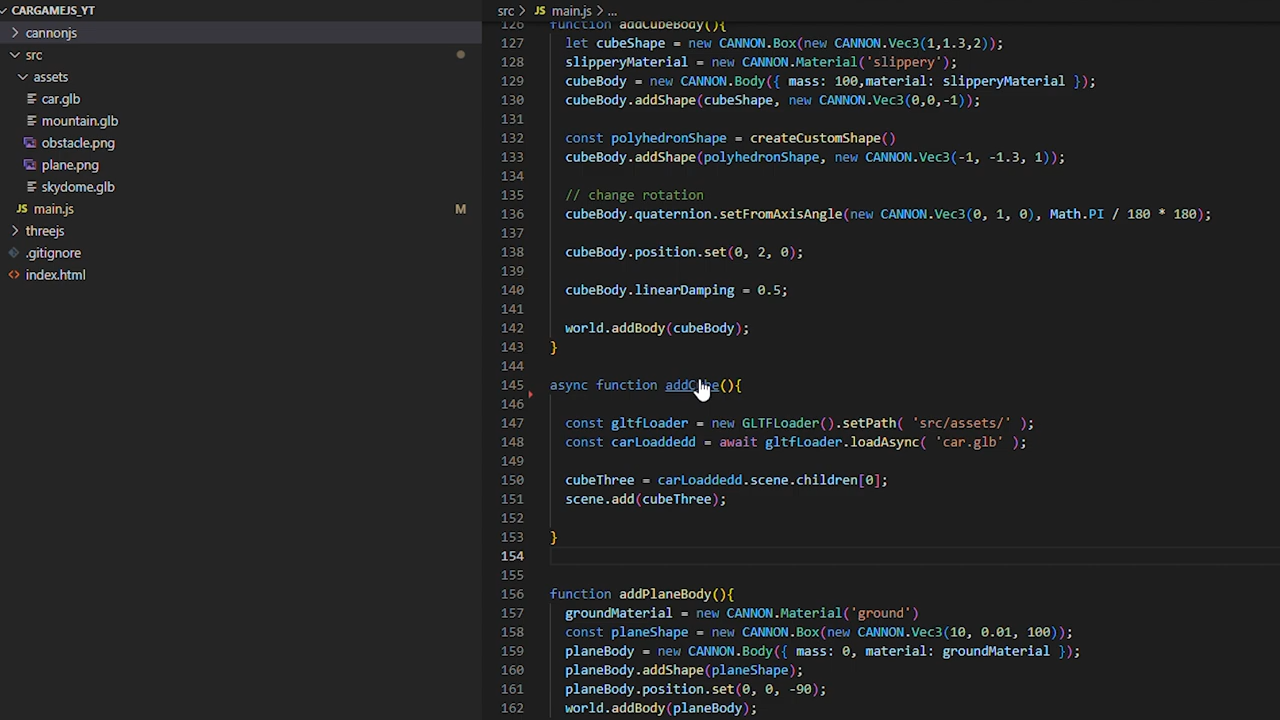 CARGAMEJS_YT
cannonjs
src
assets
car.glb
mountain.glb
obstacle.png
plane.png
skydome.glb
JS main.js M
threejs
.gitignore
<> index.html
src > JS main.js > ...
126 function addCubeBody(){
127 let cubeShape = new CANNON.Box(new CANNON.Vec3(1,1.3,2));
128 slipperyMaterial = new CANNON.Material('slippery');
129 cubeBody = new CANNON.Body({ mass: 100,material: slipperyMaterial });
130 cubeBody.addShape(cubeShape, new CANNON.Vec3(0,0,-1));
131
132 const polyhedronShape = createCustomShape()
133 cubeBody.addShape(polyhedronShape, new CANNON.Vec3(-1, -1.3, 1));
134
135 // change rotation
136 cubeBody.quaternion.setFromAxisAngle(new CANNON.Vec3(0, 1, 0), Math.PI / 180 * 180);
137
138 cubeBody.position.set(0, 2, 0);
139
140 cubeBody.linearDamping = 0.5;
141
142 world.addBody(cubeBody);
143 }
144
145 async function addCube(){
146
147 const gltfLoader = new GLTFLoader().setPath( 'src/assets/' );
148 const carLoaddedd = await gltfLoader.loadAsync( 'car.glb' );
149
150 cubeThree = carLoaddedd.scene.children[0];
151 scene.add(cubeThree);
152
153 }
154
155
156 function addPlaneBody(){
157 groundMaterial = new CANNON.Material('ground')
158 const planeShape = new CANNON.Box(new CANNON.Vec3(10, 0.01, 100));
159 planeBody = new CANNON.Body({ mass: 0, material: groundMaterial });
160 planeBody.addShape(planeShape);
161 planeBody.position.set(0, 0, -90);
162 world.addBody(planeBody);